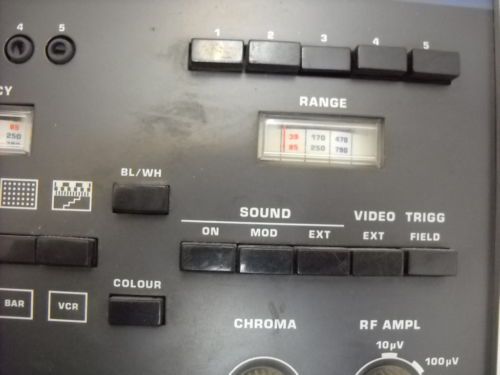 4 5
1 2 3 4 5
CY
RANGE
39 170 470
85 250 790
85
250
BL/WH
SOUND VIDEO TRIGG
ON MOD EXT EXT FIELD
COLOUR
BAR VCR
CHROMA RF AMPL
10μV
100μV